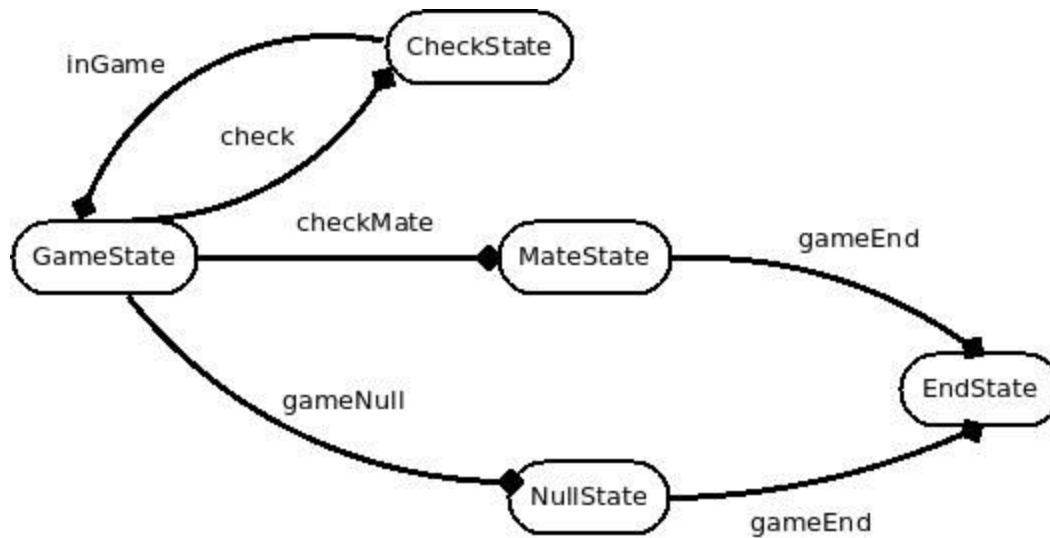 CheckState
inGame
check
checkMate
GameState
MateState
gameEnd
EndState
gameNull
NullState
gameEnd